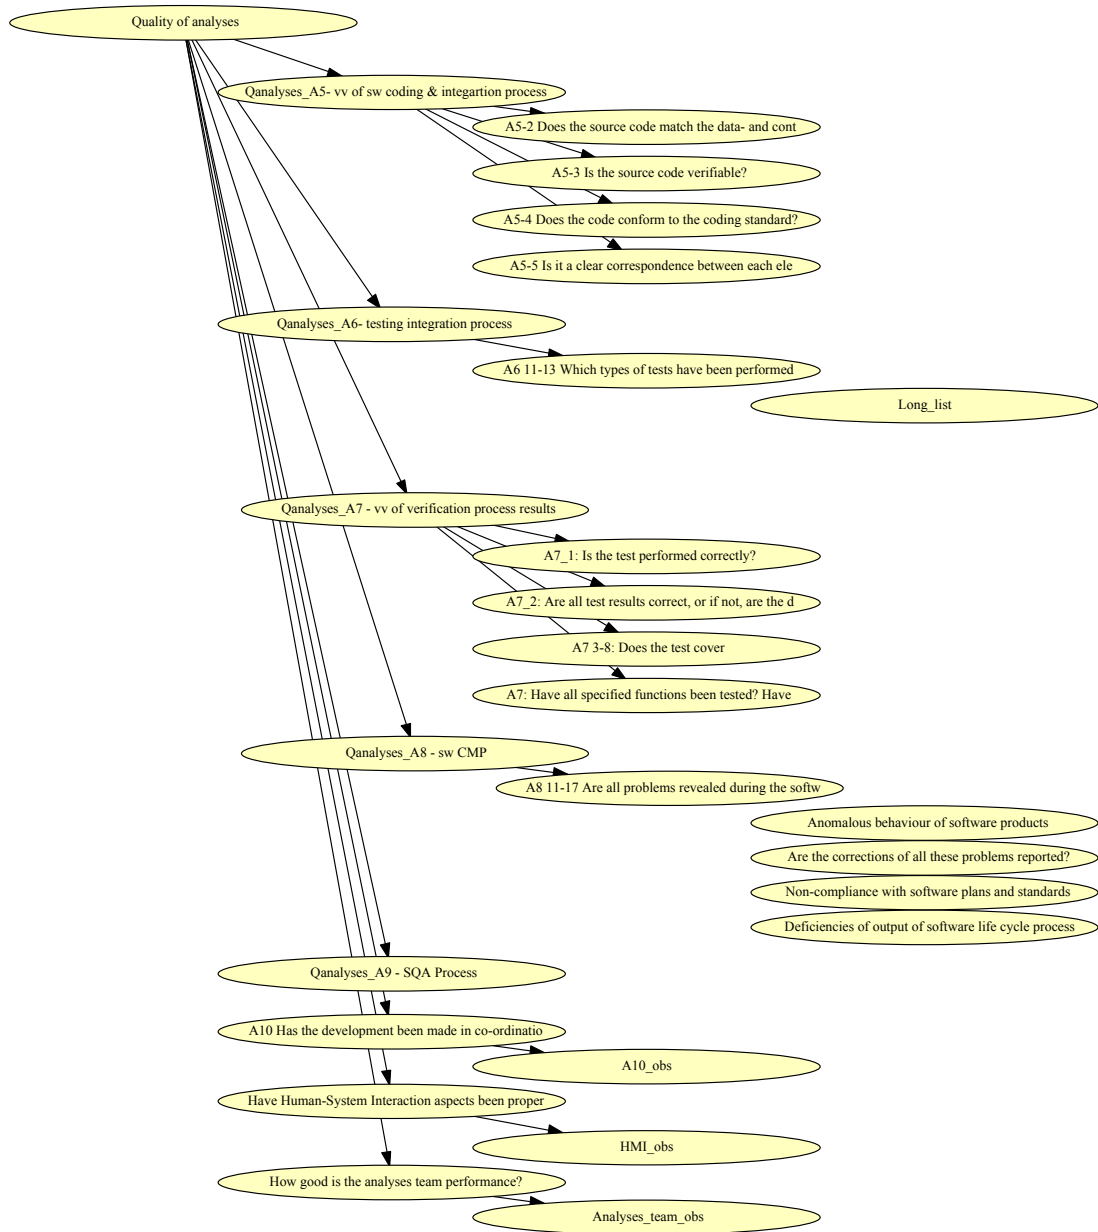 Quality of analyses
Qanalyses_A5- vv of sw coding & integartion process
A5-2 Does the source code match the data- and cont
A5-3 Is the source code verifiable?
A5-4 Does the code conform to the coding standard?
A5-5 Is it a clear correspondence between each ele
Qanalyses_A6- testing integration process
A6 11-13 Which types of tests have been performed
Long_list
Qanalyses_A7 - vv of verification process results
A7_1: Is the test performed correctly?
A7_2: Are all test results correct, or if not, are the d
A7 3-8: Does the test cover
A7: Have all specified functions been tested? Have
Qanalyses_A8 - sw CMP
A8 11-17 Are all problems revealed during the softw
Anomalous behaviour of software products
Are the corrections of all these problems reported?
Non-compliance with software plans and standards
Deficiencies of output of software life cycle process
Qanalyses_A9 - SQA Process
A10 Has the development been made in co-ordinatio
A10_obs
Have Human-System Interaction aspects been proper
HMI_obs
How good is the analyses team performance?
Analyses_team_obs